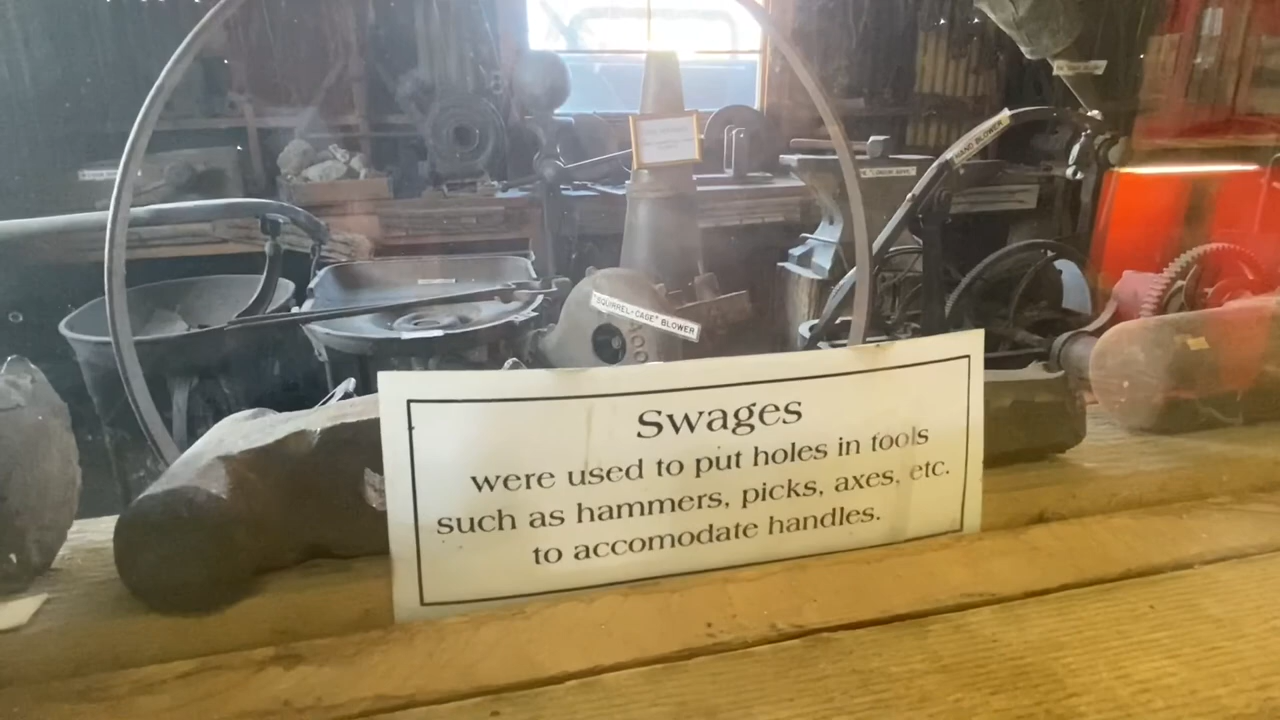 HAND BLOWER
"SQUIRREL-CAGE" BLOWER
Swages
were used to put holes in tools
such as hammers, picks, axes, etc.
to accomodate handles.